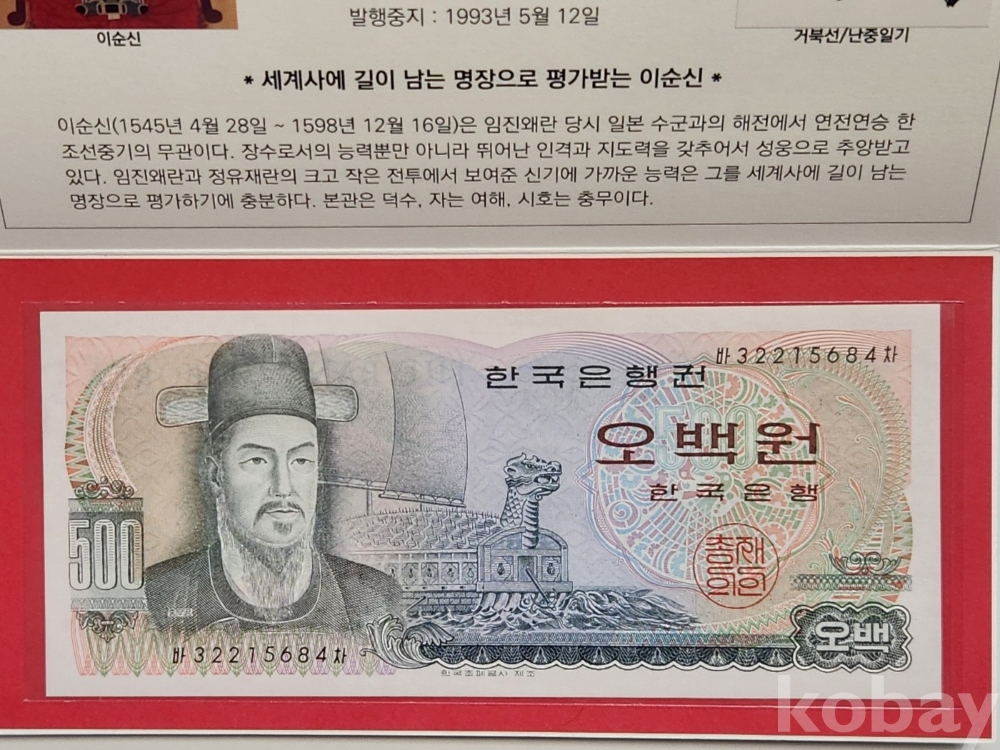 발행중지 : 1993년 5월 12일
이순신
거북선/난중일기
* 세계사에 길이 남는 명장으로 평가받는 이순신 *
이순신(1545년 4월 28일 ~ 1598년 12월 16일)은 임진왜란 당시 일본 수군과의 해전에서 연전연승 한
조선중기의 무관이다. 장수로서의 능력뿐만 아니라 뛰어난 인격과 지도력을 갖추어서 성웅으로 추앙받고
있다. 임진왜란과 정유재란의 크고 작은 전투에서 보여준 신기에 가까운 능력은 그를 세계사에 길이 남는
명장으로 평가하기에 충분하다. 본관은 덕수, 자는 여해, 시호는 충무이다.
바32215684차
한국은행권
500
오백원
한국은행
500
총재의인
바32215684차
오백
한국조폐공사 제조
kobay